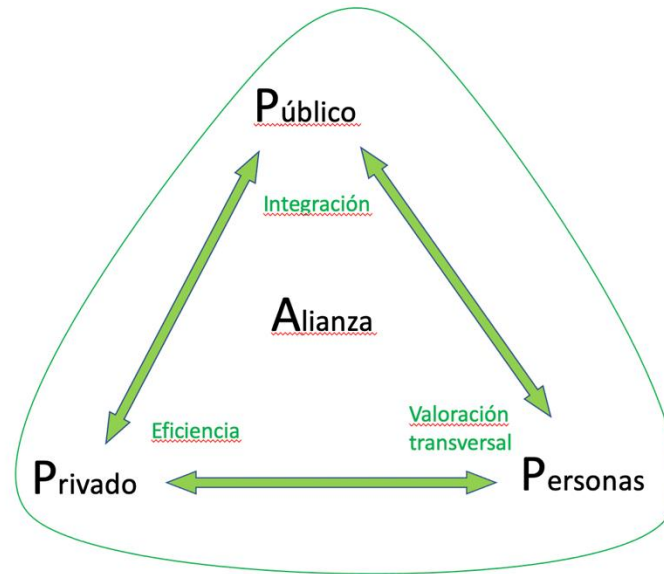 Público
Integración
Alianza
Eficiencia
Valoración
transversal
Privado
Personas